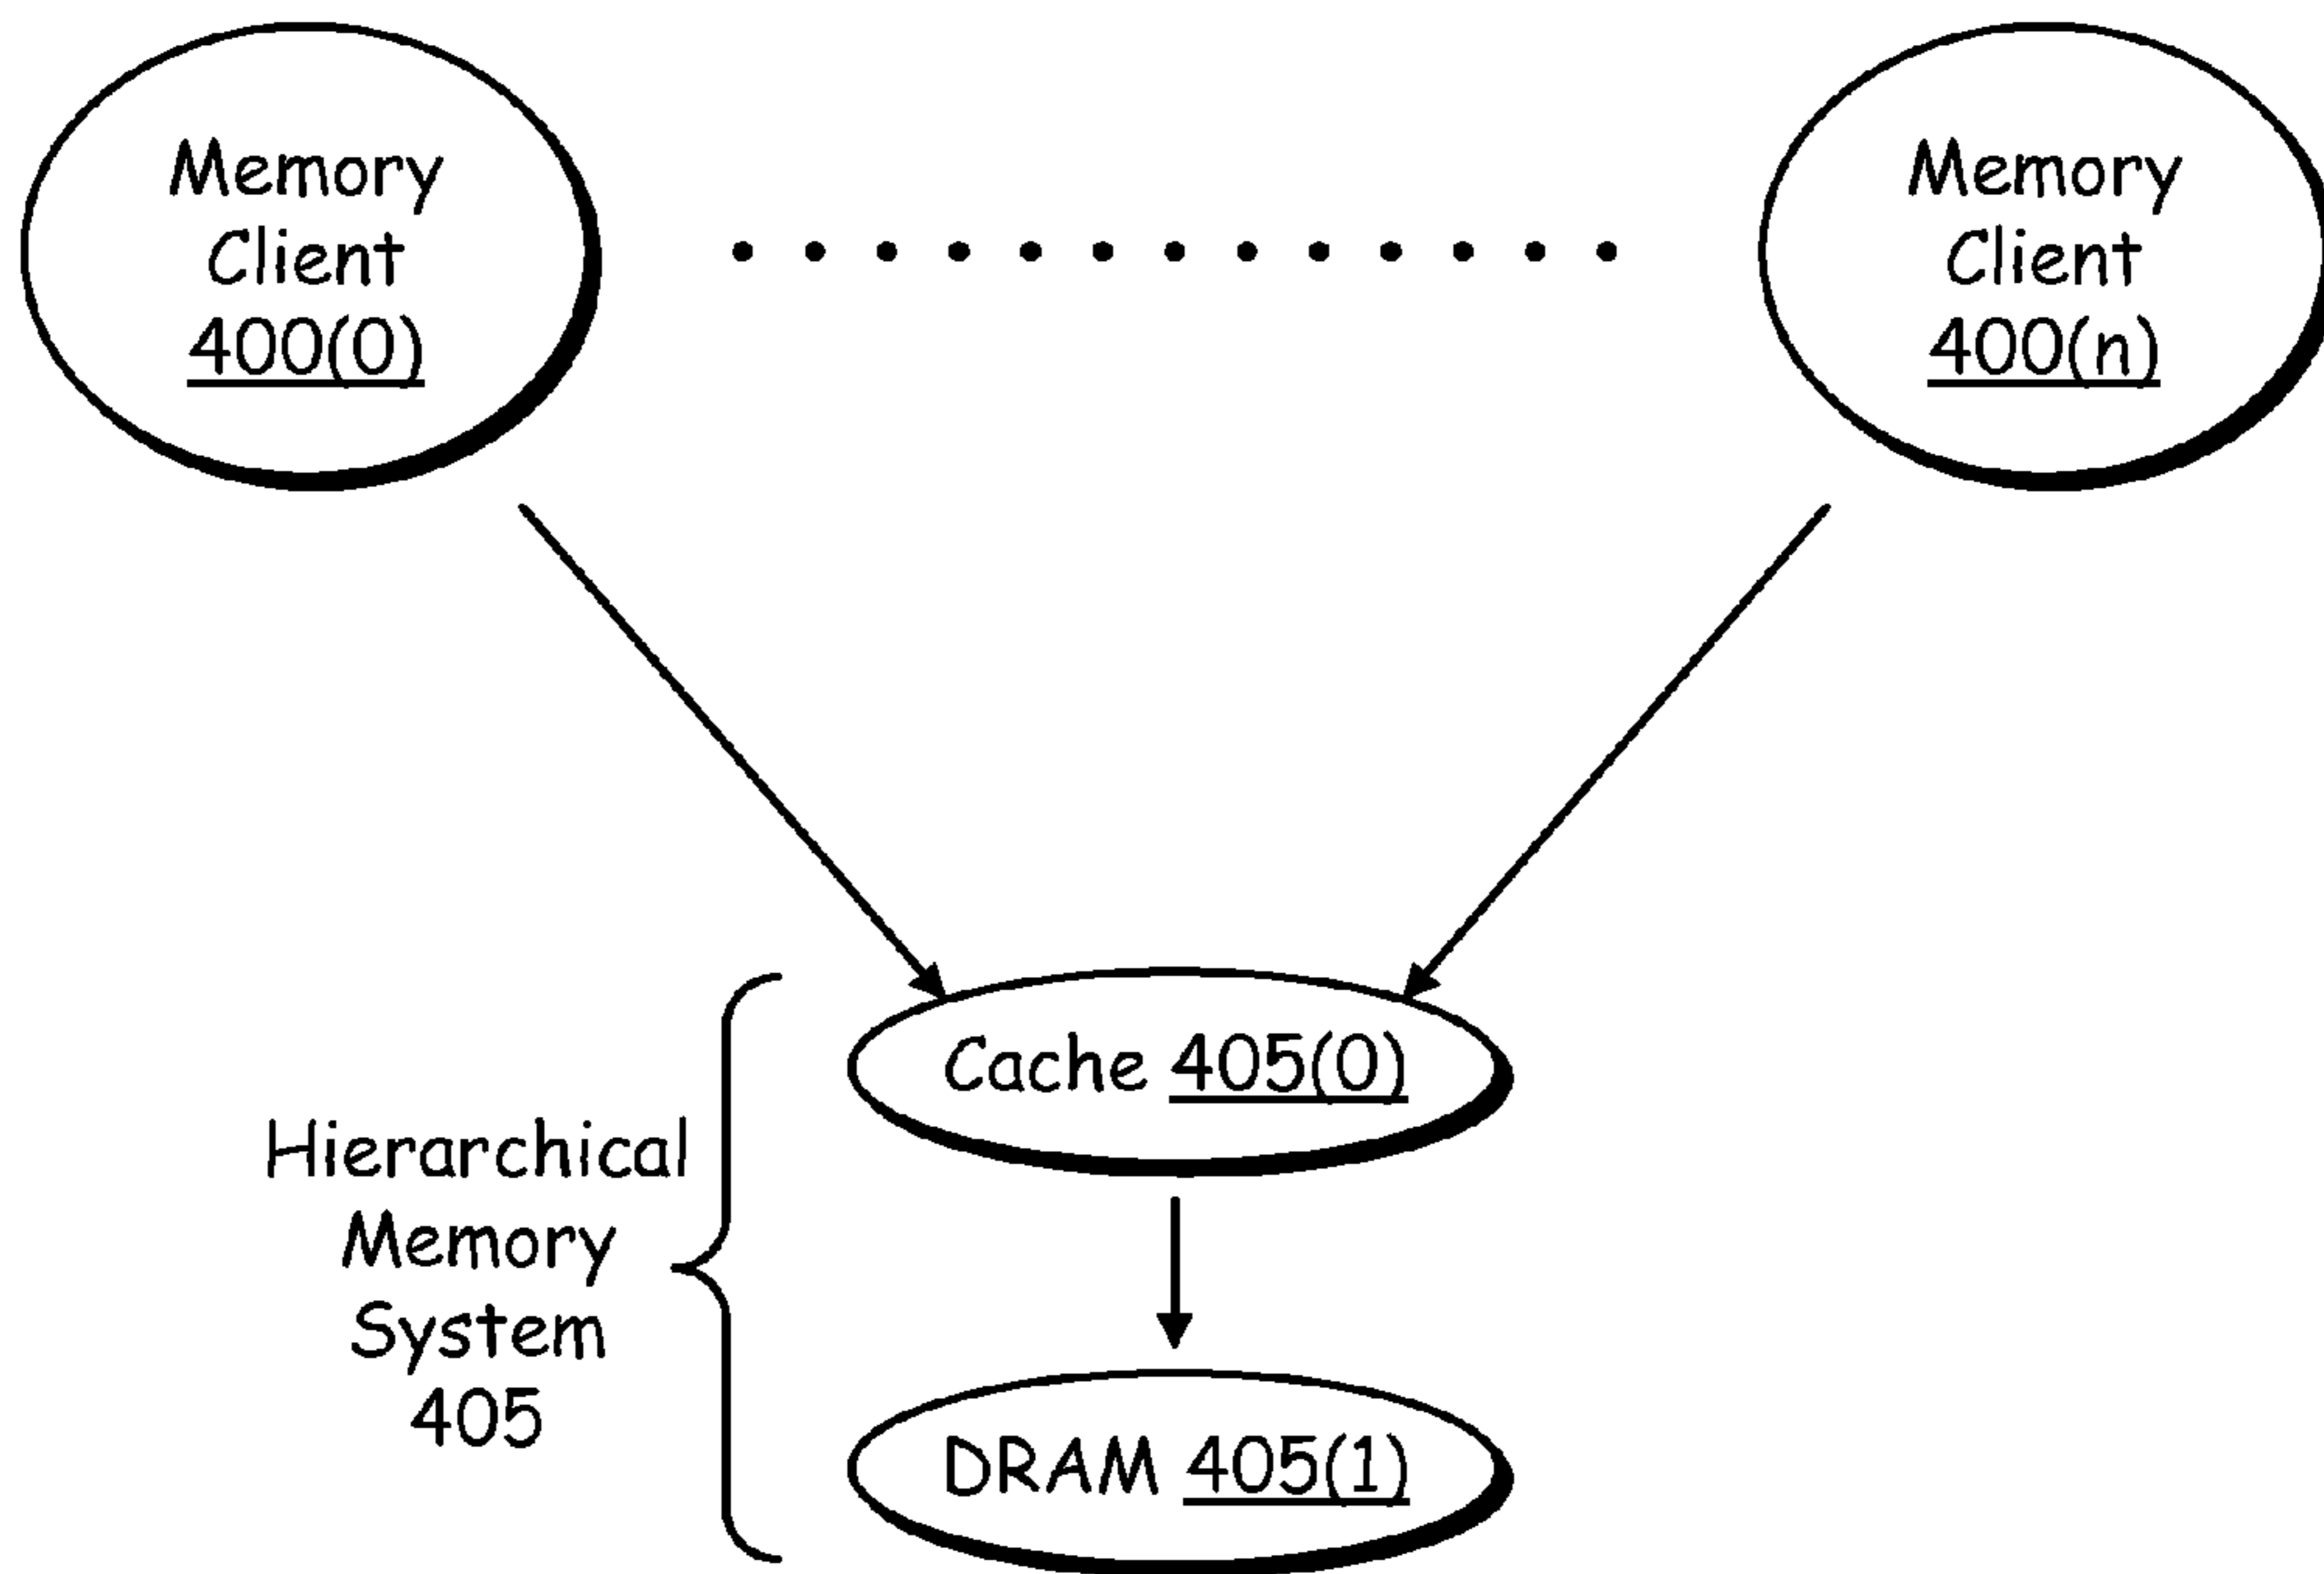 Memory
Client
400(0)
Memory
Client
400(n)
Cache 405(0)
Hierarchical
Memory
System
405
DRAM 405(1)